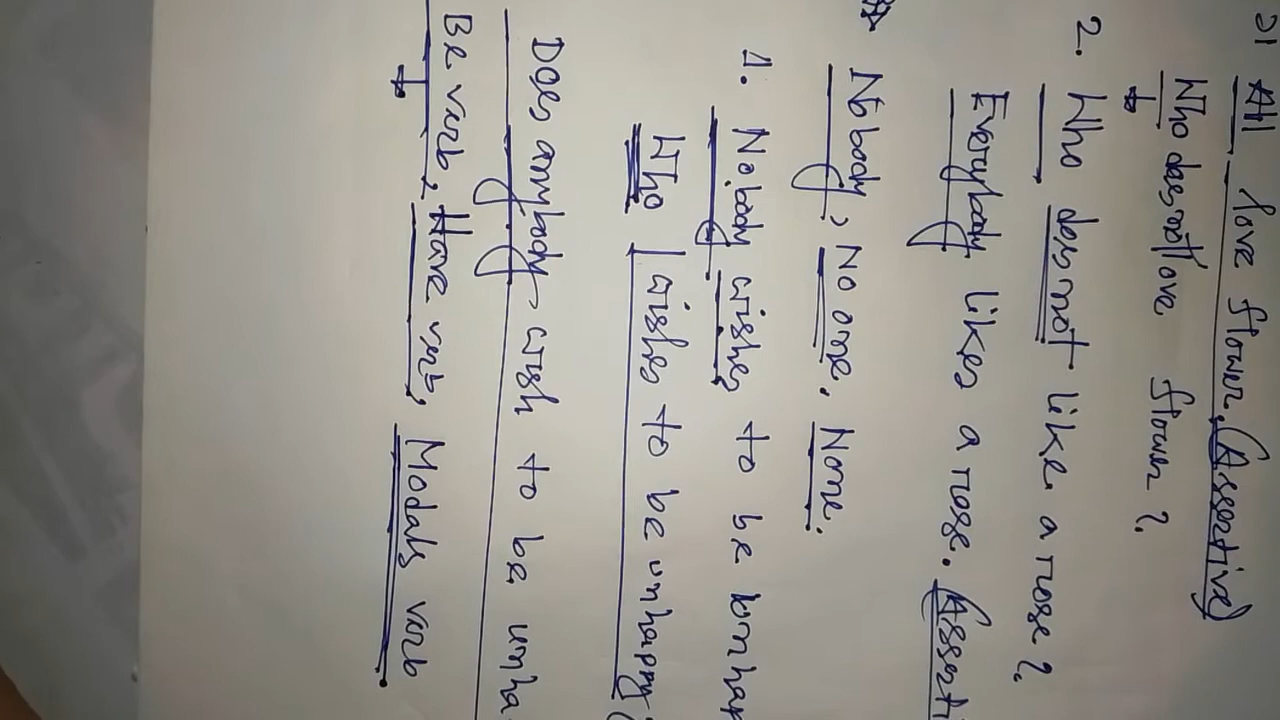 All love flower. (Assertive)
Who does not love flower?
2. Who does not like a rose?
Everybody likes a rose. (Asserti
Nobody, No one, None.
1. Nobody wishes to be
Who wishes to be unhappy?
Does anybody wish to be unha
Be verb, Have verb, Modals verb